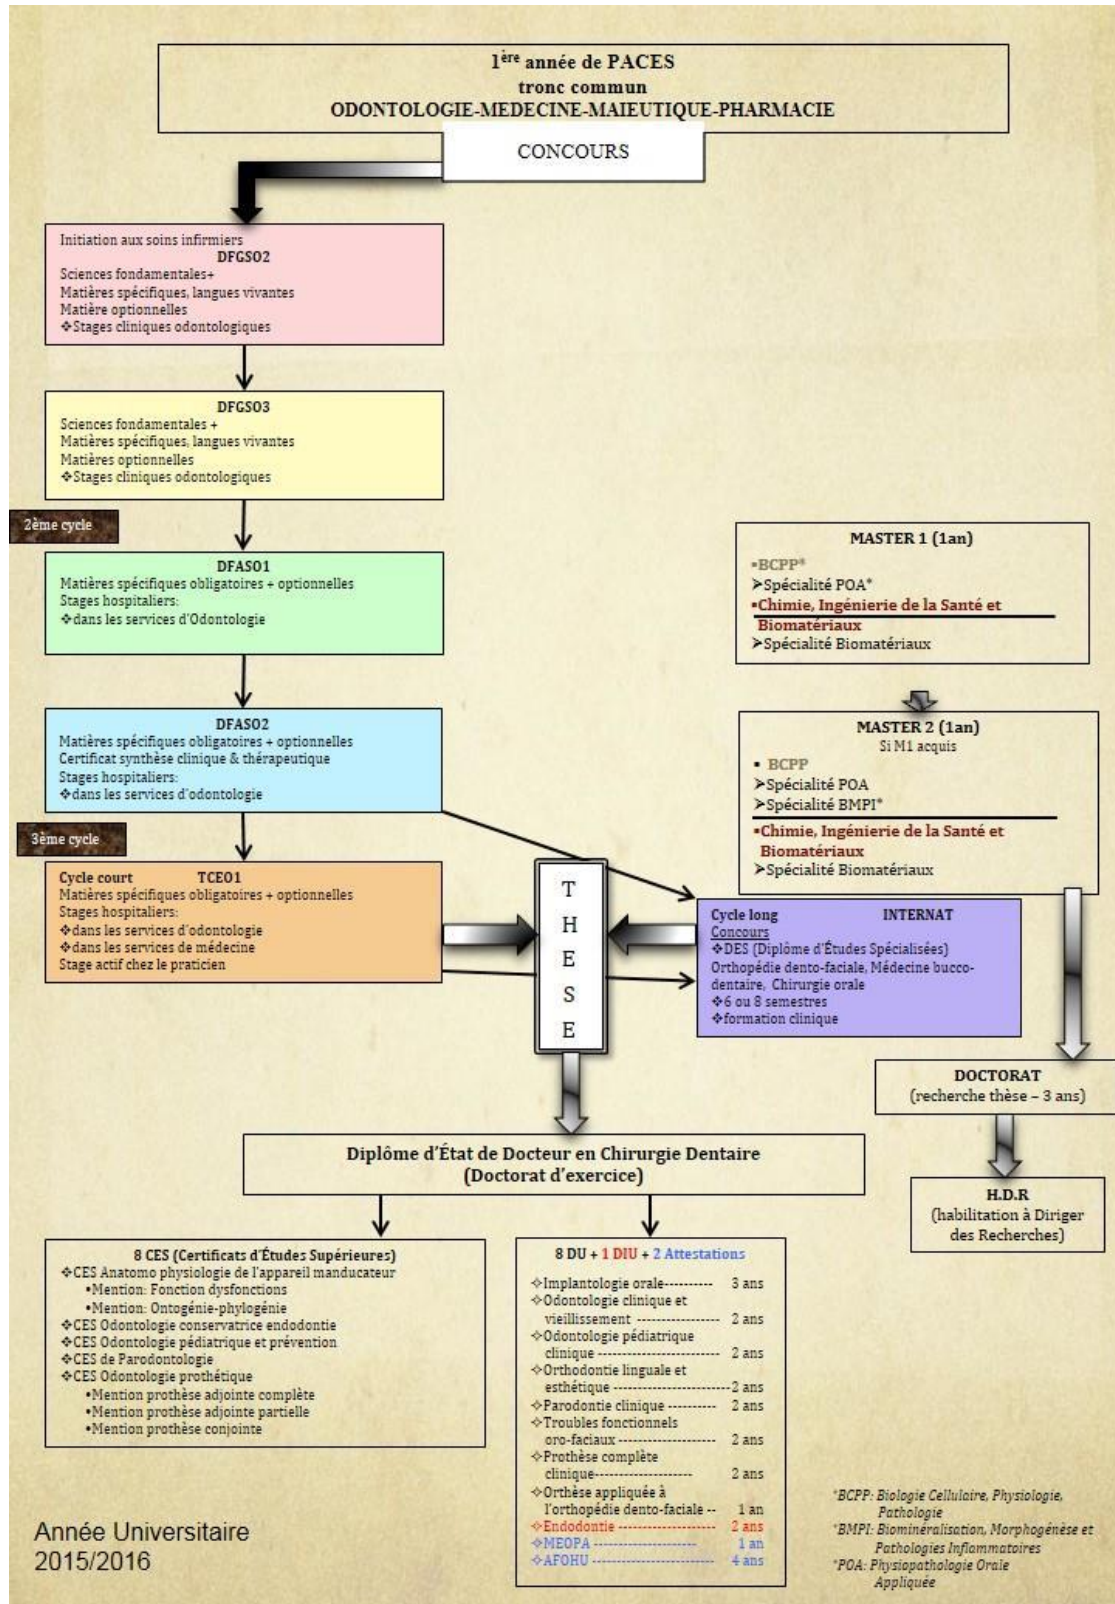 1ère année de PACES
tronc commun
ODONTOLOGIE-MEDECINE-MAIEUTIQUE-PHARMACIE
CONCOURS
Initiation aux soins infirmiers
DFGSO2
Sciences fondamentales+
Matières spécifiques, langues vivantes
Matière optionnelles
❖Stages cliniques odontologiques
DFGSO3
Sciences fondamentales +
Matières spécifiques, langues vivantes
Matières optionnelles
❖Stages cliniques odontologiques
2ème cycle
DFASO1
Matières spécifiques obligatoires + optionnelles
Stages hospitaliers:
❖dans les services d'Odontologie
DFASO2
Matières spécifiques obligatoires + optionnelles
Certificat synthèse clinique & thérapeutique
Stages hospitaliers:
❖dans les services d'odontologie
3ème cycle
Cycle court TCEO1
Matières spécifiques obligatoires + optionnelles
Stages hospitaliers:
❖dans les services d'odontologie
❖dans les services de médecine
Stage actif chez le praticien
T
H
E
S
E
MASTER 1 (1an)
▪BCPP*
➢Spécialité POA*
▪Chimie, Ingénierie de la Santé et
Biomatériaux
➢Spécialité Biomatériaux
MASTER 2 (1an)
Si M1 acquis
▪ BCPP
➢Spécialité POA
➢Spécialité BMPI*
▪Chimie, Ingénierie de la Santé et
Biomatériaux
➢Spécialité Biomatériaux
Cycle long INTERNAT
Concours
❖DES (Diplôme d'Études Spécialisées)
Orthopédie dento-faciale, Médecine bucco-
dentaire, Chirurgie orale
❖6 ou 8 semestres
❖formation clinique
DOCTORAT
(recherche thèse – 3 ans)
H.D.R
(habilitation à Diriger
des Recherches)
Diplôme d'État de Docteur en Chirurgie Dentaire
(Doctorat d'exercice)
8 CES (Certificats d'Études Supérieures)
❖CES Anatomo physiologie de l'appareil manducateur
•Mention: Fonction dysfonctions
•Mention: Ontogénie-phylogénie
❖CES Odontologie conservatrice endodontie
❖CES Odontologie pédiatrique et prévention
❖CES de Parodontologie
❖CES Odontologie prothétique
•Mention prothèse adjointe complète
•Mention prothèse adjointe partielle
•Mention prothèse conjointe
8 DU + 1 DIU + 2 Attestations
✧Implantologie orale---------- 3 ans
✧Odontologie clinique et
vieillissement ----------------- 2 ans
✧Odontologie pédiatrique
clinique ------------------------ 2 ans
✧Orthodontie linguale et
esthétique -----------------------2 ans
✧Parodontie clinique ---------- 2 ans
✧Troubles fonctionnels
oro-faciaux -------------------- 2 ans
✧Prothèse complète
clinique-------------------- 2 ans
✧Orthèse appliquée à
l'orthopédie dento-faciale -- 1 an
✧Endodontie -------------------- 2 ans
✧MEOPA --------------------- 1 an
✧AFOHU ------------------------- 4 ans
Année Universitaire
2015/2016
*BCPP: Biologie Cellulaire, Physiologie,
Pathologie
*BMPI: Biominéralisation, Morphogénèse et
Pathologies Inflammatoires
*POA: Physiopathologie Orale
Appliquée